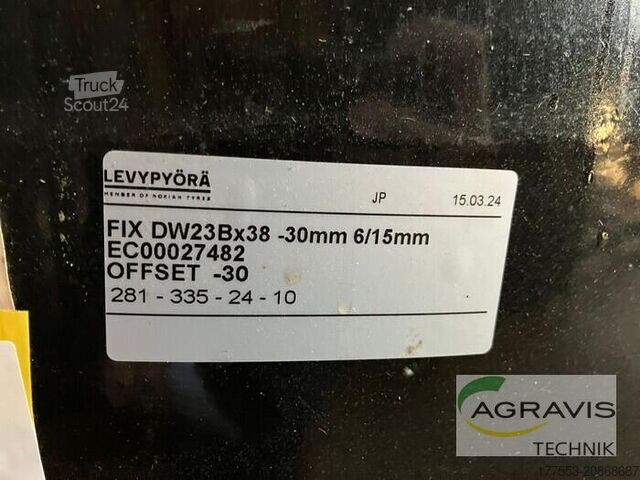 Truck
Scout24
LEVYPYÖRÄ
MEMBER OF NOKIAN TYRES
JP 15.03.24
FIX DW23Bx38 -30mm 6/15mm
EC00027482
OFFSET -30
281 - 335 - 24 - 10
AGRAVIS
TECHNIK
177553-20868687